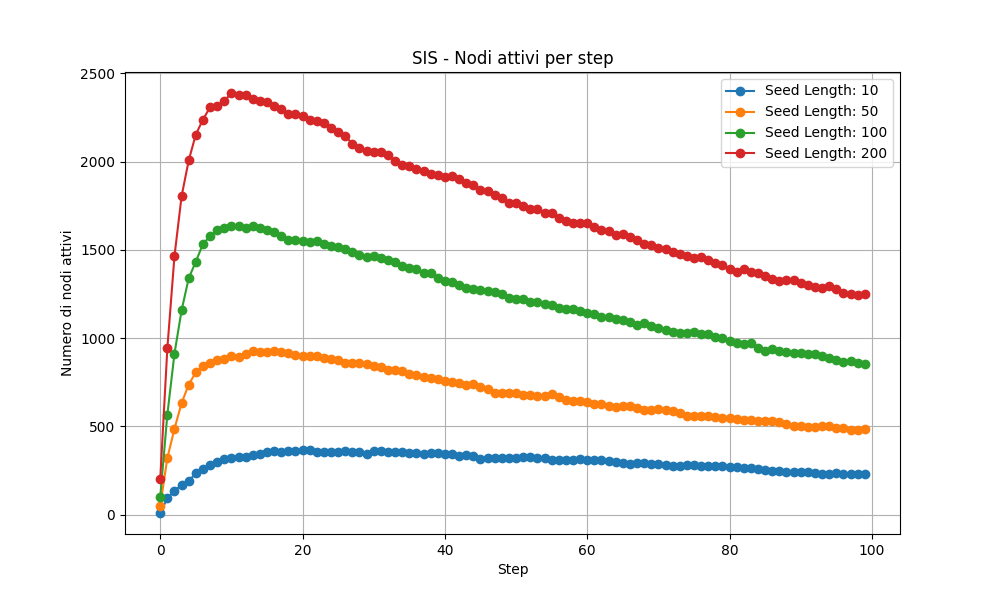 SIS - Nodi attivi per step
Numero di nodi attivi
2500
2000
1500
1000
500
0
0 20 40 60 80 100
Step
Seed Length: 10
Seed Length: 50
Seed Length: 100
Seed Length: 200